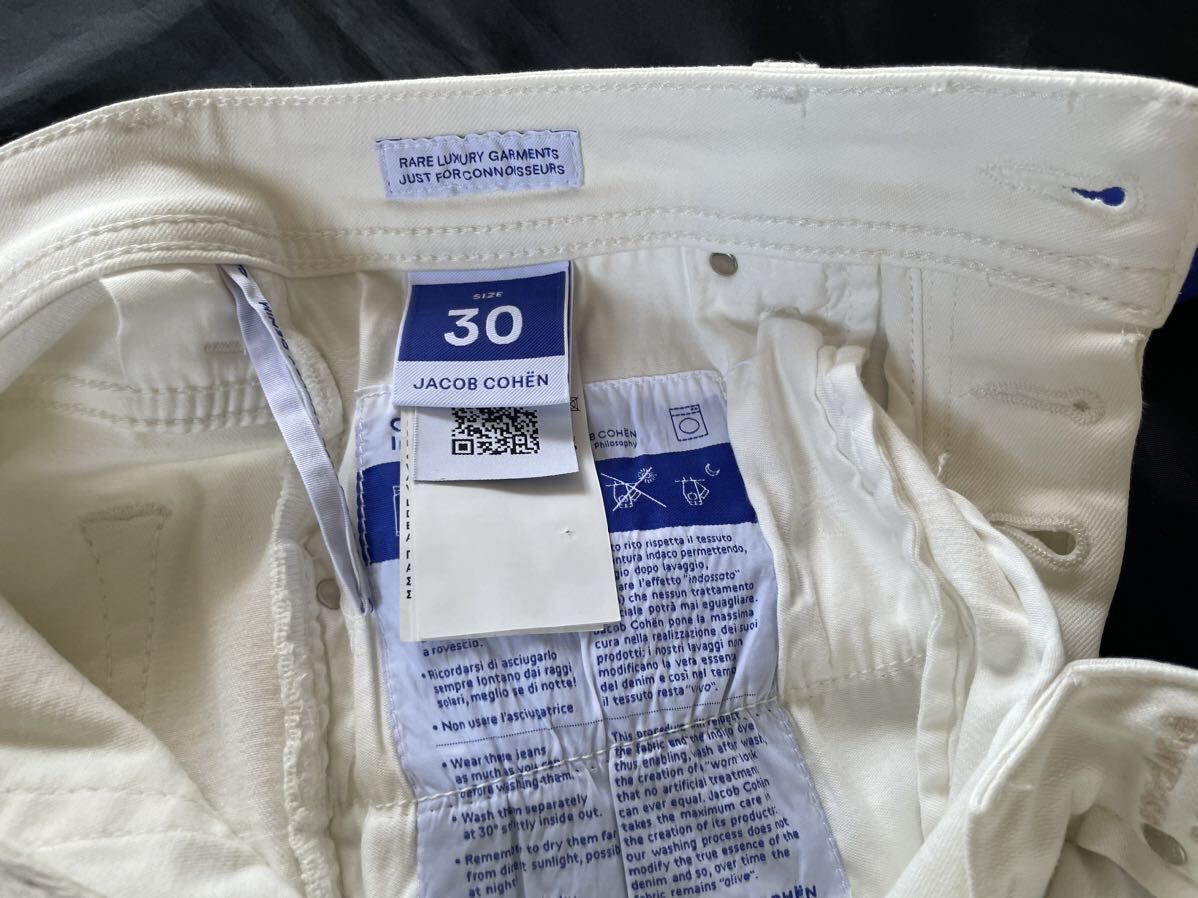 RARE LUXURY GARMENTS
JUST FOR CONNOISSEURS
SIZE
30
JACOB COHËN
COHËN
Philosophy
rito rispetta il tessuto
indaco permettendo,
dopo lavaggio,
l'effetto "indossato"
che nessun trattamento
potrà mai eguagliare.
Jacob Cohën pone la massima
cura nella realizzazione dei suoi
prodotti; i nostri lavaggi non
modificano la vera essenz
del denim e così nel temp
il tessuto resta "vivo".
a rovescio.
• Ricordarsi di asciugarlo
sempre lontano dai raggi
solari, meglio se di notte!
• Non usare l'asciugatrice
• Wear these jeans
as much as you can
before washing them.
• Wash them separately
at 30° strictly inside out.
• Remember to dry them far
from direct sunlight, possib
at night
This procedure
the fabric and the indigo dye
thus enabling, wash after wash,
the creation of a "worn" look
that no artificial treatment
can ever equal. Jacob Cohën
takes the maximum care in
the creation of its products:
our washing process does not
modify the true essence of the
denim and so, over time the
fabric remains "alive".